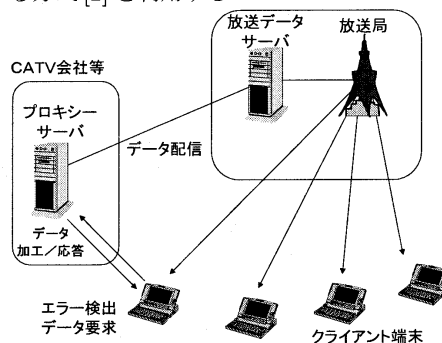 放送データ
サーバ
放送局
CATV会社等
プロキシー
サーバ
データ配信
データ
加工／応答
エラー検出
データ要求
クライアント端末